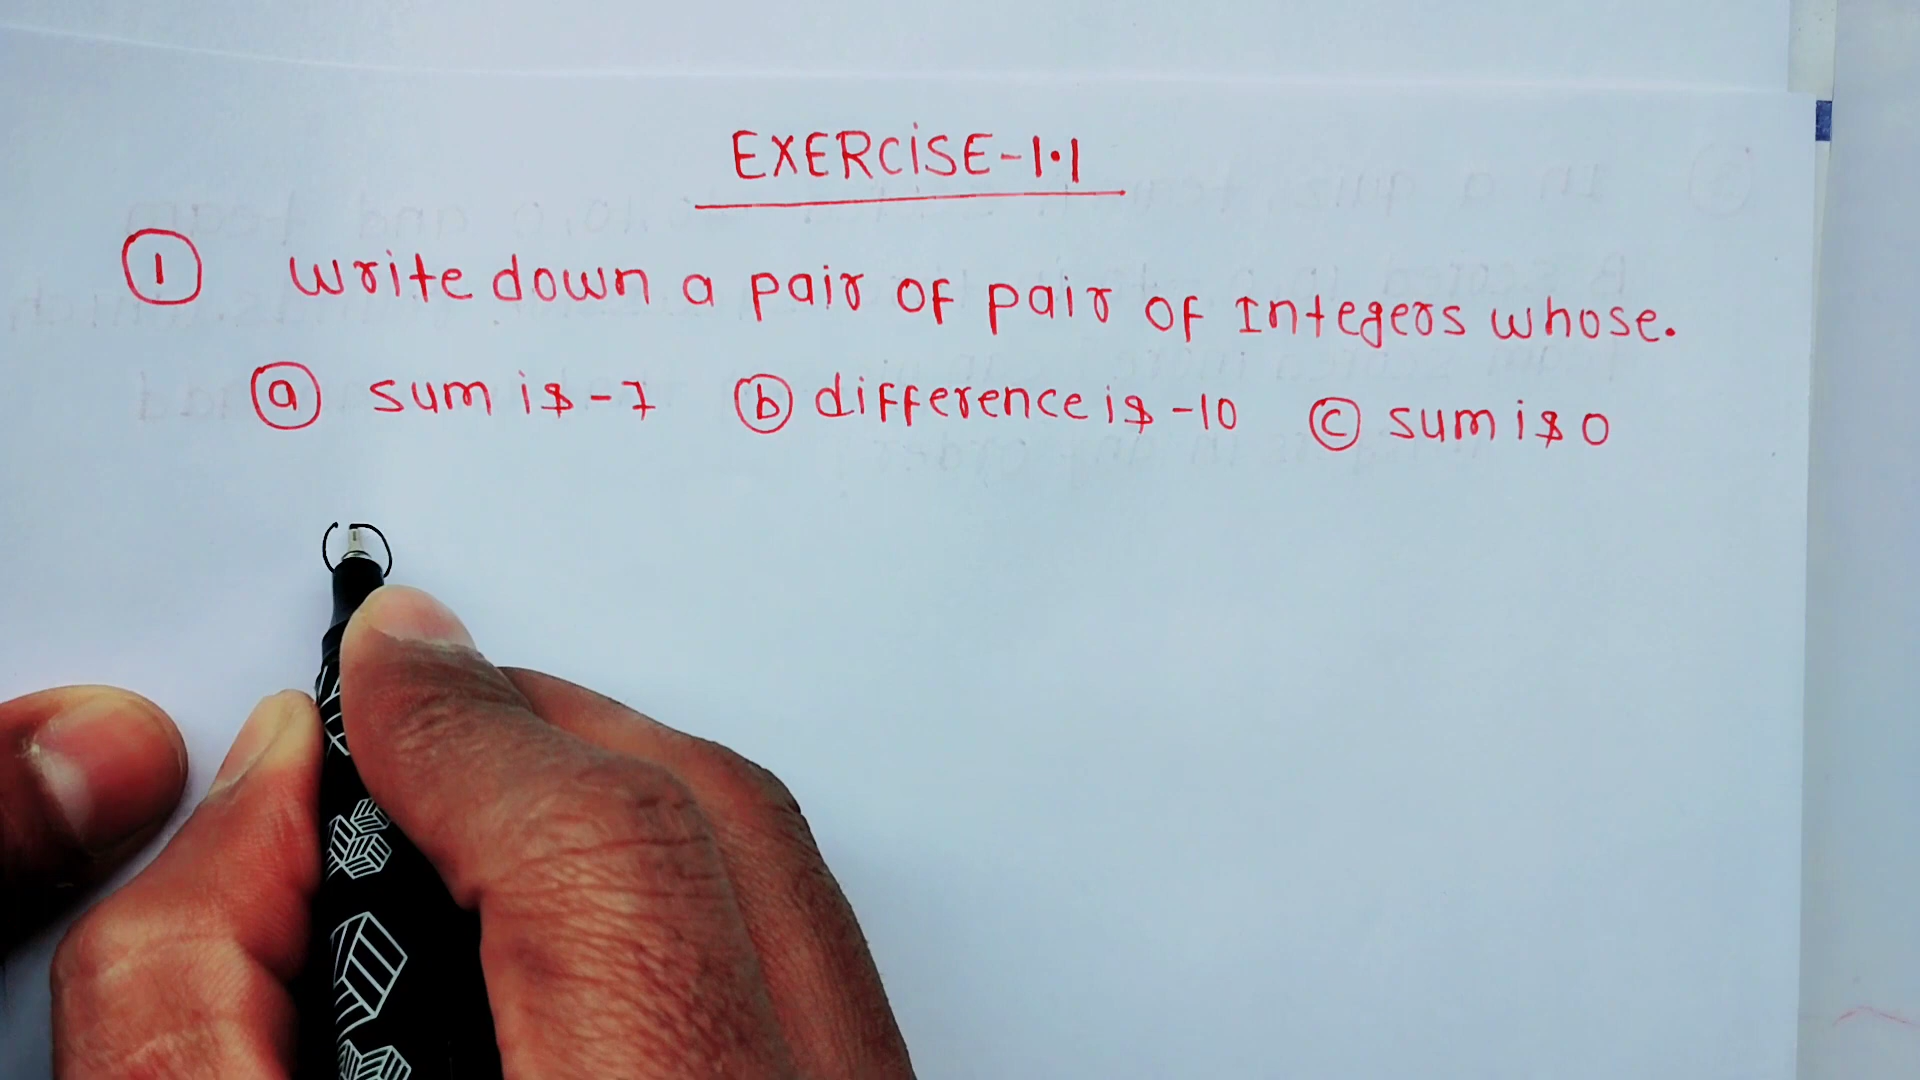 EXERCISE-1.1
① Write down a pair of pair of Integers whose.
ⓐ sum is -7 ⓑ difference is -10 ⓒ sum is 0